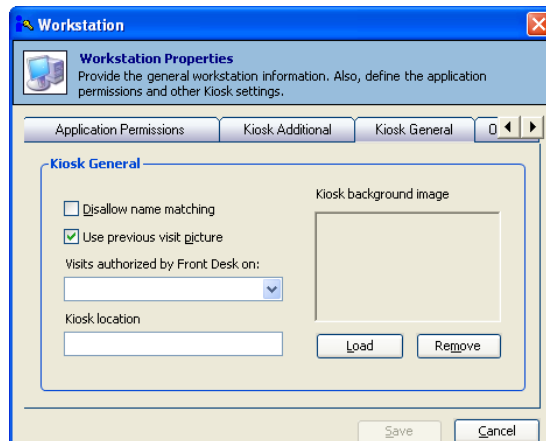 Workstation
Workstation Properties
Provide the general workstation information. Also, define the application
permissions and other Kiosk settings.
Application Permissions
Kiosk Additional
Kiosk General
Kiosk General
Disallow name matching
Use previous visit picture
Visits authorized by Front Desk on:
Kiosk location
Kiosk background image
Load
Remove
Save
Cancel